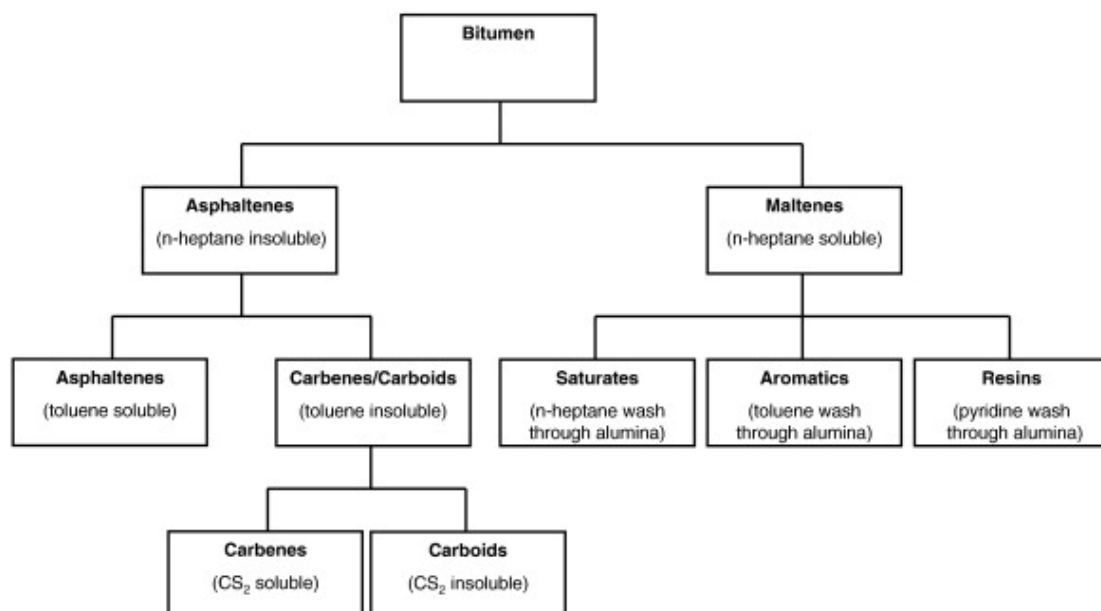 Bitumen
Asphaltenes
(n-heptane insoluble)
Maltenes
(n-heptane soluble)
Asphaltenes
(toluene soluble)
Carbenes/Carboids
(toluene insoluble)
Saturates
(n-heptane wash
through alumina)
Aromatics
(toluene wash
through alumina)
Resins
(pyridine wash
through alumina)
Carbenes
(CS₂ soluble)
Carboids
(CS₂ insoluble)